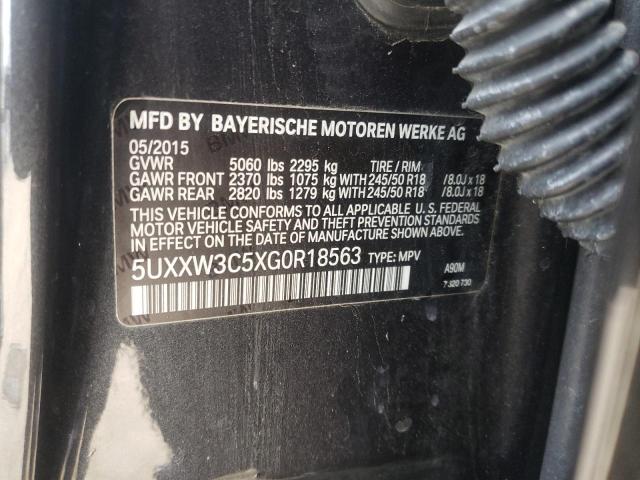 MFD BY BAYERISCHE MOTOREN WERKE AG
05/2015
GVWR 5060 lbs 2295 kg TIRE / RIM
GAWR FRONT 2370 lbs 1075 kg WITH 245/50 R18 /8.0J x 18
GAWR REAR 2820 lbs 1279 kg WITH 245/50 R18 /8.0J x 18
THIS VEHICLE CONFORMS TO ALL APPLICABLE U. S. FEDERAL
MOTOR VEHICLE SAFETY AND THEFT PREVENTION STANDARDS
IN EFFECT ON THE DATE OF MANUFACTURE SHOWN ABOVE.
5UXXW3C5XG0R18563 TYPE: MPV A90M
7 320 730